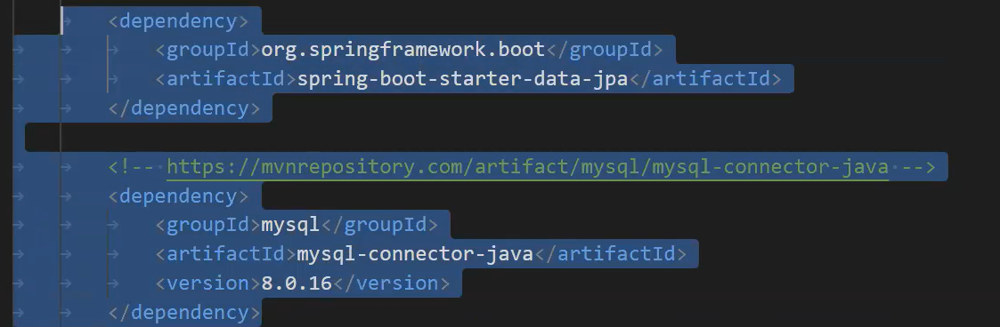 <dependency>
<groupId>org.springframework.boot</groupId>
<artifactId>spring-boot-starter-data-jpa</artifactId>
</dependency>
<!-- https://mvnrepository.com/artifact/mysql/mysql-connector-java -->
<dependency>
<groupId>mysql</groupId>
<artifactId>mysql-connector-java</artifactId>
<version>8.0.16</version>
</dependency>